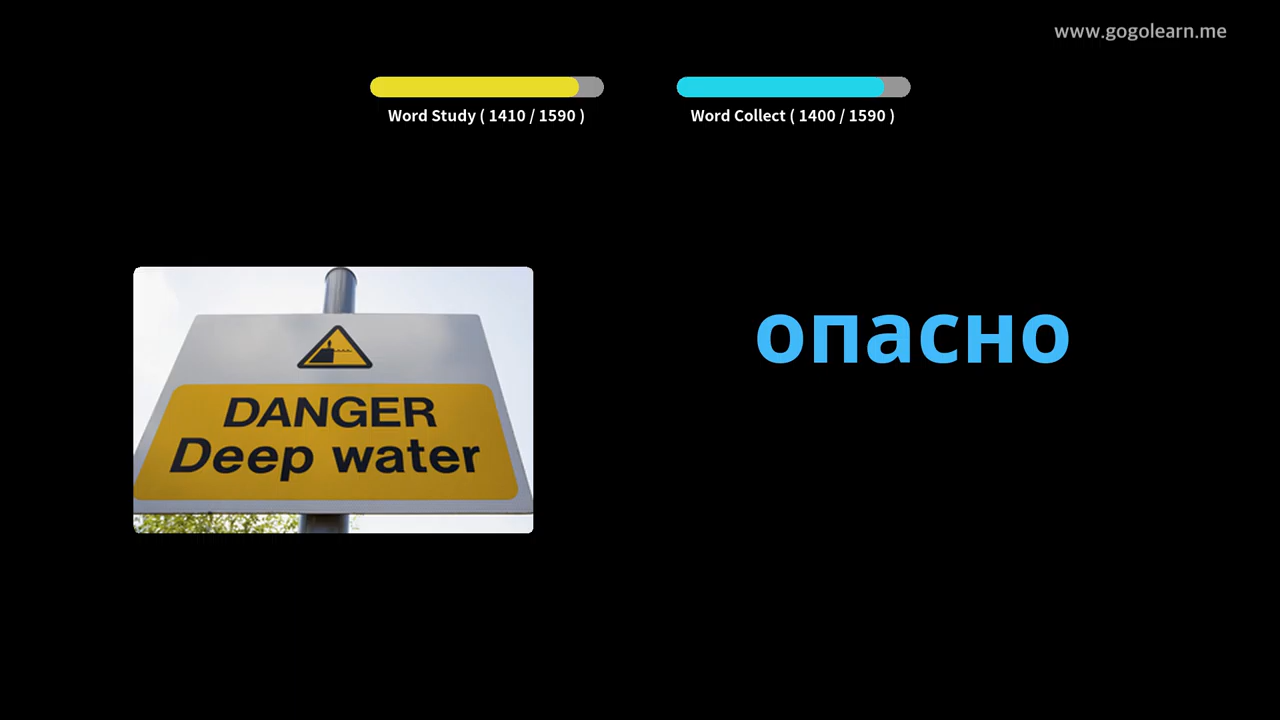 www.gogolearn.me
Word Study ( 1410 / 1590 )
Word Collect ( 1400 / 1590 )
DANGER
Deep water
опасно